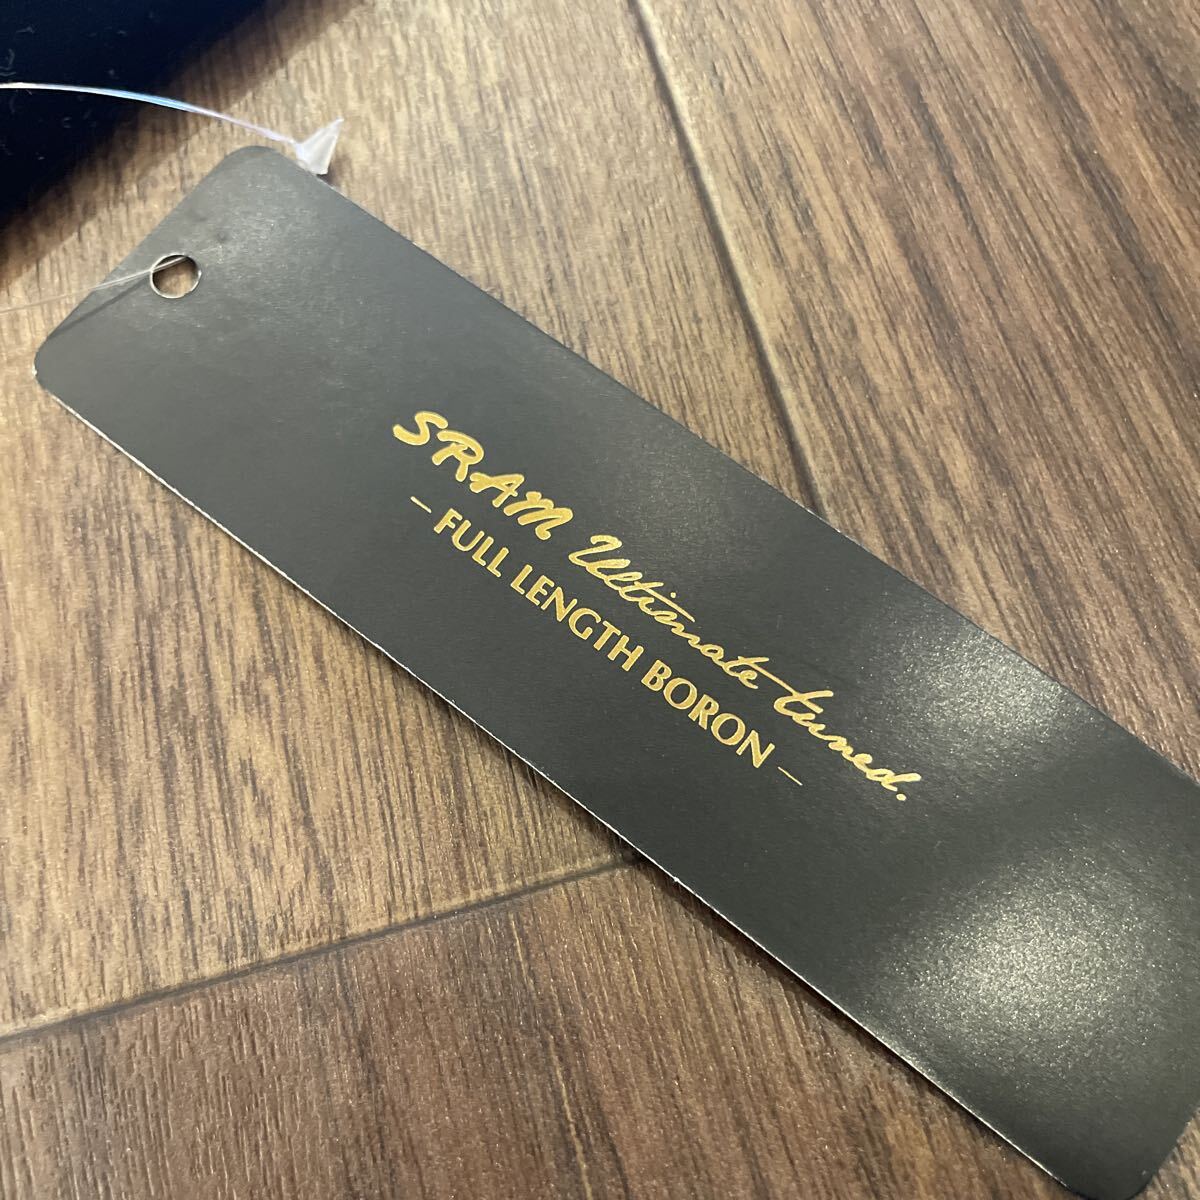 SRAM Ultimate tuned.
– FULL LENGTH BORON –